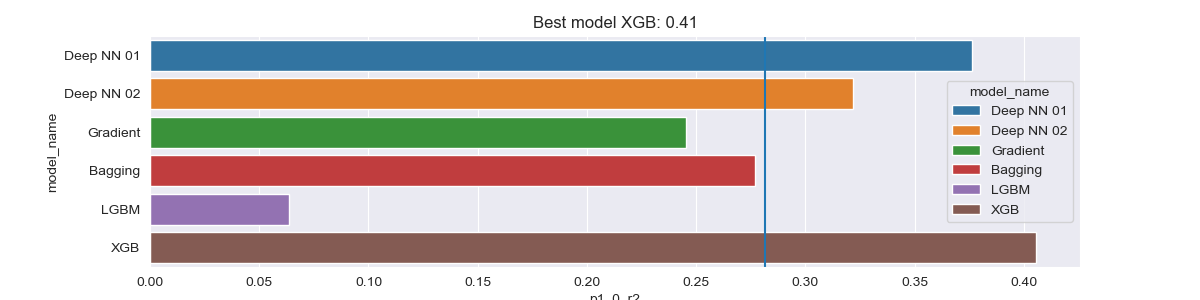 Best model XGB: 0.41
model_name
Deep NN 01
Deep NN 02
Gradient
Bagging
LGBM
XGB
model_name
Deep NN 01
Deep NN 02
Gradient
Bagging
LGBM
XGB
0.00 0.05 0.10 0.15 0.20 0.25 0.30 0.35 0.40